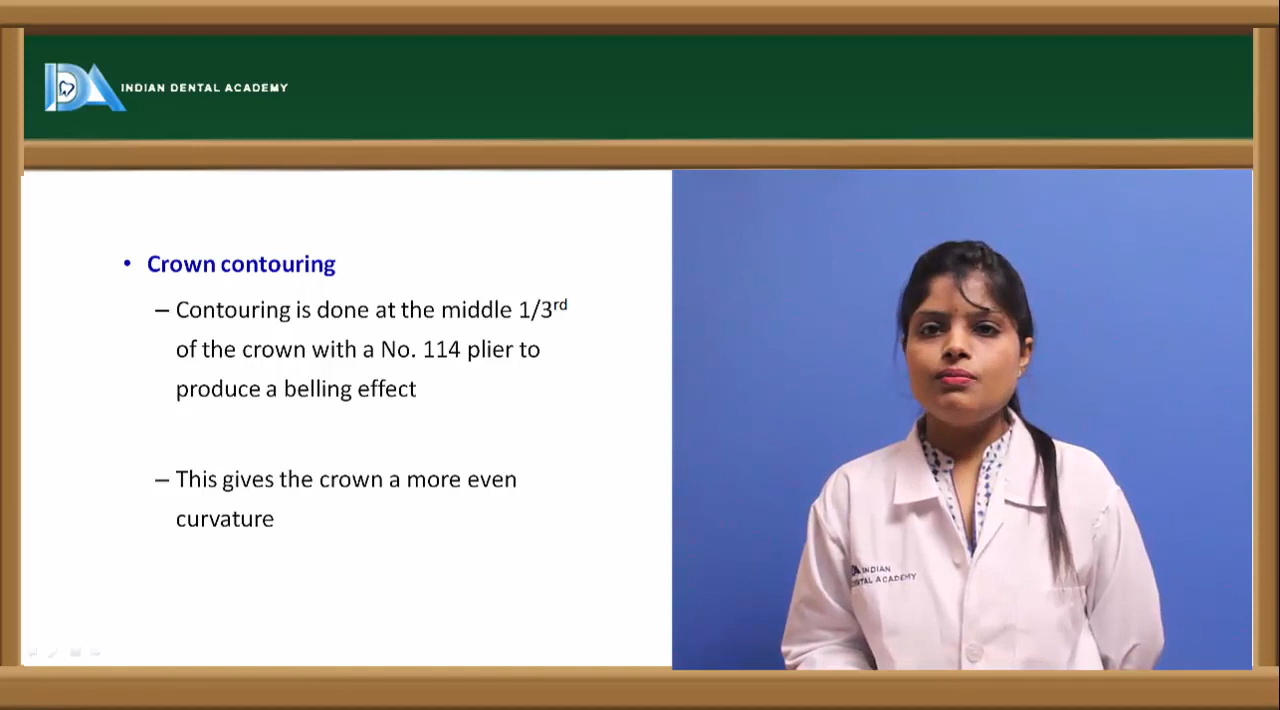 INDIAN DENTAL ACADEMY
• Crown contouring
– Contouring is done at the middle 1/3rd
of the crown with a No. 114 plier to
produce a belling effect
– This gives the crown a more even
curvature
INDIAN
DENTAL ACADEMY